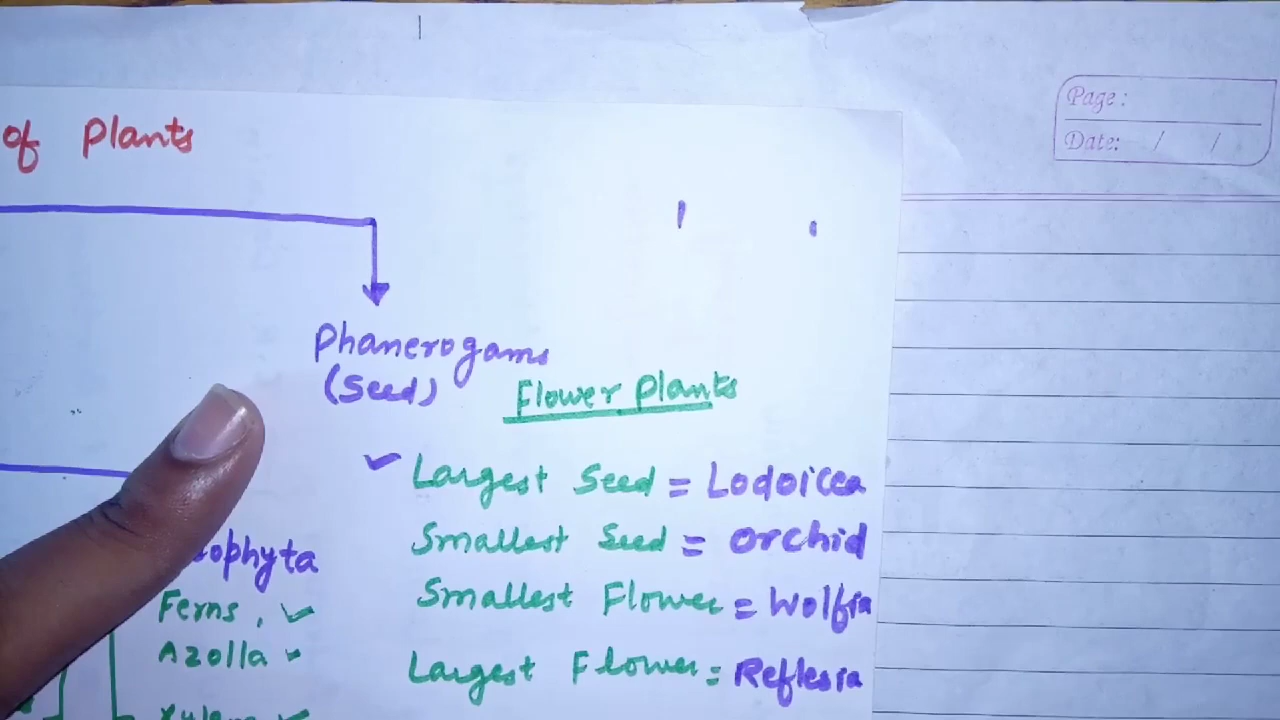 Page:
Date: / /
of Plants
Phanerogams
(Seed)
Flower Plants
Largest Seed = Lodoicea
Smallest Seed = Orchid
ophyta
Smallest Flower = Wolfia
Ferns,
Azolla
Largest Flower = Reflesia